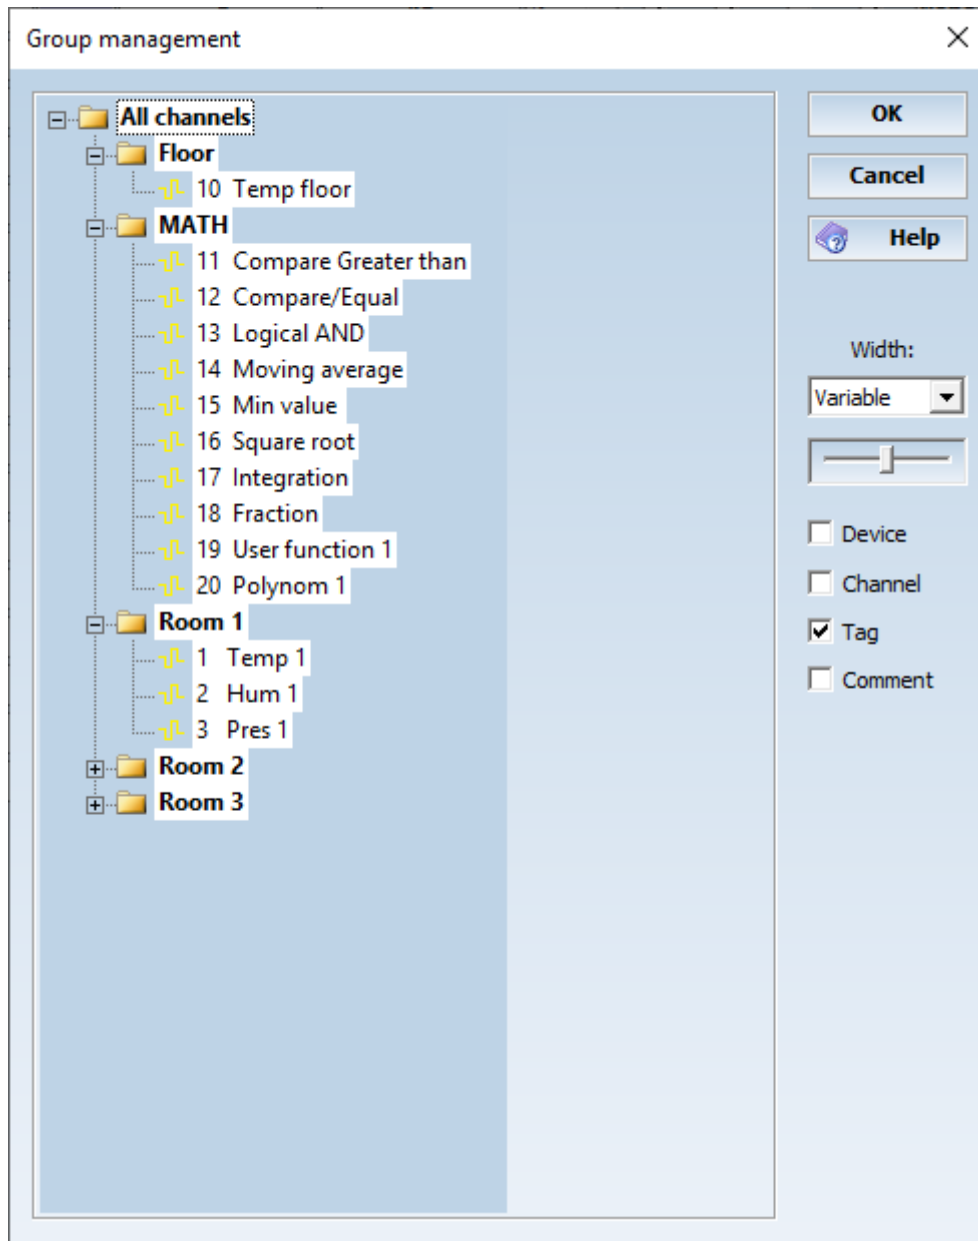 Group management
All channels
Floor
10 Temp floor
MATH
11 Compare Greater than
12 Compare/Equal
13 Logical AND
14 Moving average
15 Min value
16 Square root
17 Integration
18 Fraction
19 User function 1
20 Polynom 1
Room 1
1 Temp 1
2 Hum 1
3 Pres 1
Room 2
Room 3
OK
Cancel
Help
Width:
Variable
Device
Channel
Tag
Comment